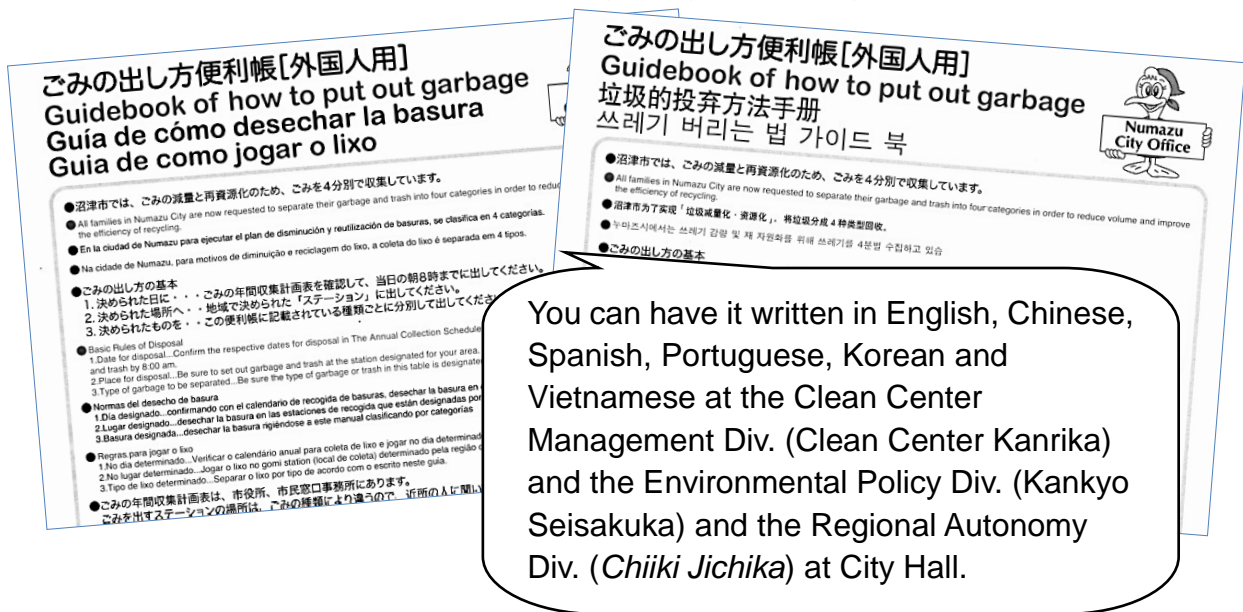 ごみの出し方便利帳[外国人用]
Guidebook of how to put out garbage
Guía de cómo desechar la basura
Guia de como jogar o lixo
●沼津市では、ごみの減量と再資源化のため、ごみを4分別で収集しています。
●All families in Numazu City are now requested to separate their garbage and trash into four categories in order to reduc
the efficiency of recycling.
●En la ciudad de Numazu para ejecutar el plan de disminución y reutilización de basuras, se clasifica en 4 categorías.
●Na cidade de Numazu, para motivos de diminuição e reciclagem do lixo, a coleta do lixo é separada em 4 tipos.
●ごみの出し方の基本
1. 決められた日に・・・ごみの年間収集計画表を確認して、当日の朝8時までに出してください。
2. 決められた場所へ・・地域で決められた「ステーション」に出してください。
3. 決められたものを・・この便利帳に記載されている種類ごとに分別して出してくださ
●Basic Rules of Disposal
1.Date for disposal...Confirm the respective dates for disposal in The Annual Collection Schedule
and trash by 8:00 am.
2.Place for disposal...Be sure to set out garbage and trash at the station designated for your area.
3.Type of garbage to be separated...Be sure the type of garbage or trash in this table is designate
●Normas del desecho de basura
1.Día designado...confirmando con el calendario de recogida de basuras, desechar la basura en
2.Lugar designado...desechar la basura en las estaciones de recogida que están designadas por
3.Basura designada...desechar la basura rigiéndose a este manual clasificando por categorías
●Regras para jogar o lixo
1.No dia determinado...Verificar o calendário anual para coleta de lixo e jogar no dia determinad
2.No lugar determinado...Jogar o lixo no gomi station (local de coleta) determinado pela região
3.Tipo de lixo determinado...Separar o lixo por tipo de acordo com o escrito neste guia.
●ごみの年間収集計画表は、市役所、市民窓口事務所にあります。
ごみを出すステーションの場所は、ごみの種類により違うので、近所の人に聞い
ごみの出し方便利帳[外国人用]
Guidebook of how to put out garbage
垃圾的投弃方法手册
쓰레기 버리는 법 가이드 북
Numazu
City Office
●沼津市では、ごみの減量と再資源化のため、ごみを4分別で収集しています。
●All families in Numazu City are now requested to separate their garbage and trash into four categories in order to reduce volume and improve
the efficiency of recycling.
●沼津市为了实现「垃圾减量化・资源化」, 将垃圾分成 4 种类型回收。
●누마즈시에서는 쓰레기 감량 및 재 자원화를 위해 쓰레기를 4분별 수집하고 있습
●ごみの出し方の基本
You can have it written in English, Chinese,
Spanish, Portuguese, Korean and
Vietnamese at the Clean Center
Management Div. (Clean Center Kanrika)
and the Environmental Policy Div. (Kankyo
Seisakuka) and the Regional Autonomy
Div. (Chiiki Jichika) at City Hall.